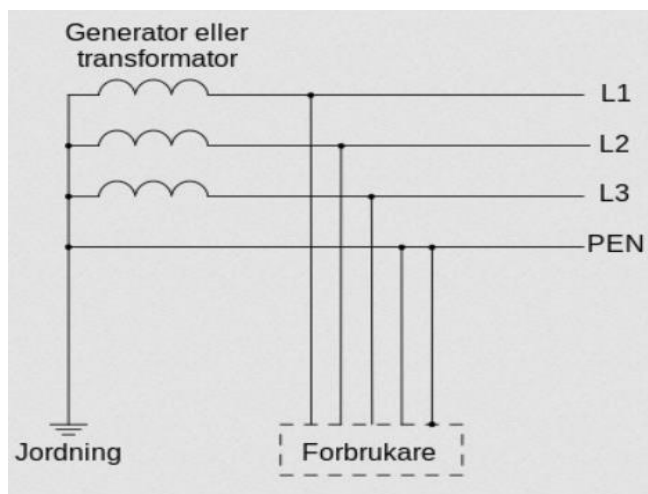 Generator eller
transformator
L1
L2
L3
PEN
Jordning
Forbrukare